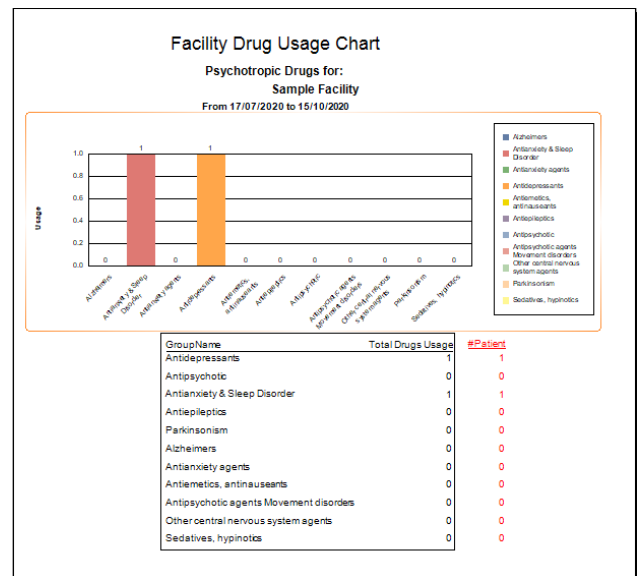 Facility Drug Usage Chart
Psychotropic Drugs for:
Sample Facility
From 17/07/2020 to 15/10/2020
Usage
1.0
0.8
0.6
0.4
0.2
0.0
0
1
0
1
0
0
0
0
0
0
0
Alzheimers
Antianxiety & Sleep
Disorder
Antianxiety agents
Antidepressants
Antiemetics,
antinauseants
Antiepileptics
Antipsychotic
Antipsychotic agents
Movement disorders
Other central nervous
system agents
Parkinsonism
Sedatives, hypinotics
Alzheimers
Antianxiety & Sleep
Disorder
Antianxiety agents
Antidepressants
Antiemetics,
antinauseants
Antiepileptics
Antipsychotic
Antipsychotic agents
Movement disorders
Other central nervous
system agents
Parkinsonism
Sedatives, hypinotics
GroupName Total Drugs Usage #Patient
Antidepressants 1 1
Antipsychotic 0 0
Antianxiety & Sleep Disorder 1 1
Antiepileptics 0 0
Parkinsonism 0 0
Alzheimers 0 0
Antianxiety agents 0 0
Antiemetics, antinauseants 0 0
Antipsychotic agents Movement disorders 0 0
Other central nervous system agents 0 0
Sedatives, hypinotics 0 0